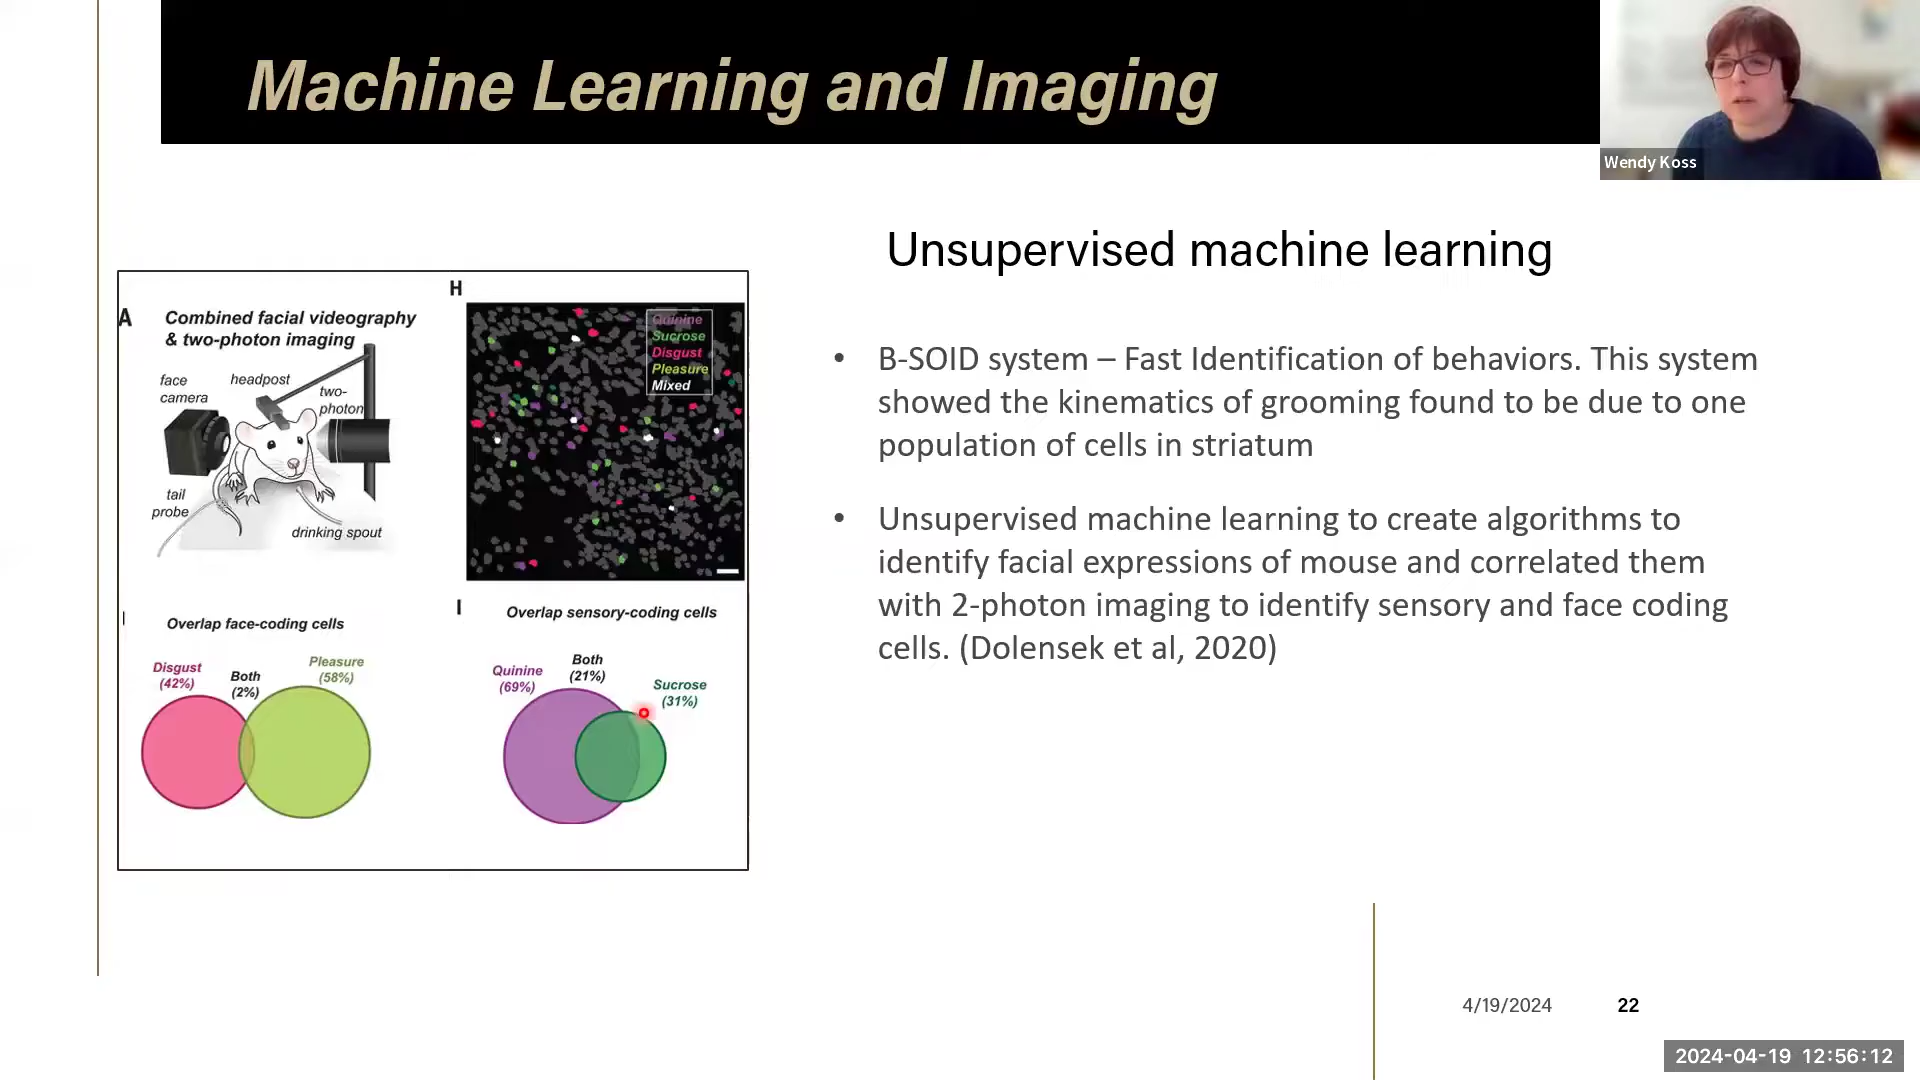 Machine Learning and Imaging
Wendy Koss
Unsupervised machine learning
A
Combined facial videography
& two-photon imaging
face
camera
headpost
two-
photon
tail
probe
drinking spout
H
Quinine
Sucrose
Disgust
Pleasure
Mixed
Overlap face-coding cells
Disgust
(42%)
Both
(2%)
Pleasure
(58%)
I
Overlap sensory-coding cells
Quinine
(69%)
Both
(21%)
Sucrose
(31%)
• B-SOID system – Fast Identification of behaviors. This system
showed the kinematics of grooming found to be due to one
population of cells in striatum
• Unsupervised machine learning to create algorithms to
identify facial expressions of mouse and correlated them
with 2-photon imaging to identify sensory and face coding
cells. (Dolensek et al, 2020)
4/19/2024
22
2024-04-19 12:56:12